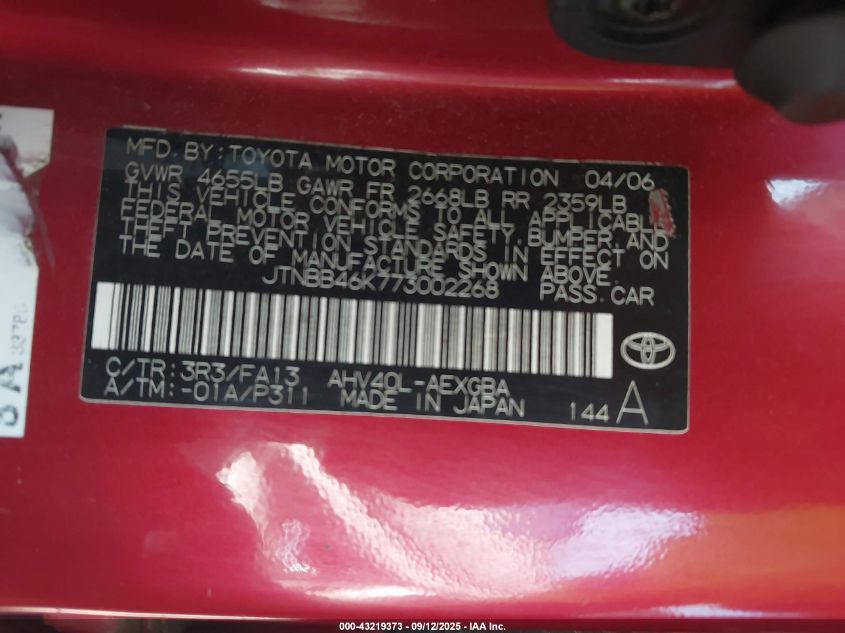 MFD. BY: TOYOTA MOTOR CORPORATION 04/06
GVWR 4655LB GAWR FR 2668LB RR 2359LB
THIS VEHICLE CONFORMS TO ALL APPLICABLE
FEDERAL MOTOR VEHICLE SAFETY, BUMPER, AND
THEFT PREVENTION STANDARDS IN EFFECT ON
THE DATE OF MANUFACTURE SHOWN ABOVE.
JTNBB46K773002268 PASS. CAR
C/TR: 3R3/FA13 AHV40L-AEXGBA
A/TM: -01A/P311 MADE IN JAPAN 144 A
000-43219373 - 09/12/2025 - IAA Inc.